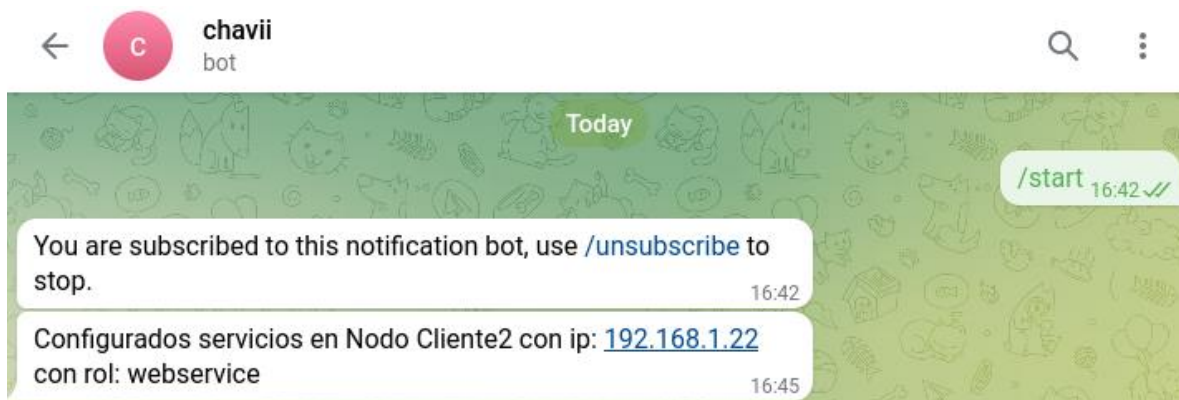 C
chavii
bot
Today
/start 16:42
You are subscribed to this notification bot, use /unsubscribe to
stop.
16:42
Configurados servicios en Nodo Cliente2 con ip: 192.168.1.22
con rol: webservice
16:45